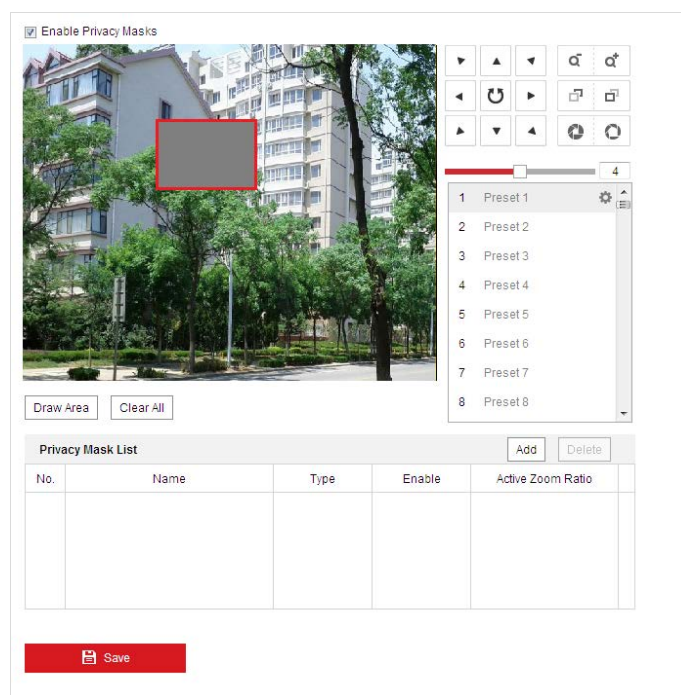 Enable Privacy Masks
4
1 Preset 1
2 Preset 2
3 Preset 3
4 Preset 4
5 Preset 5
6 Preset 6
7 Preset 7
8 Preset 8
Draw Area Clear All
Privacy Mask List Add Delete
No. Name Type Enable Active Zoom Ratio
Save